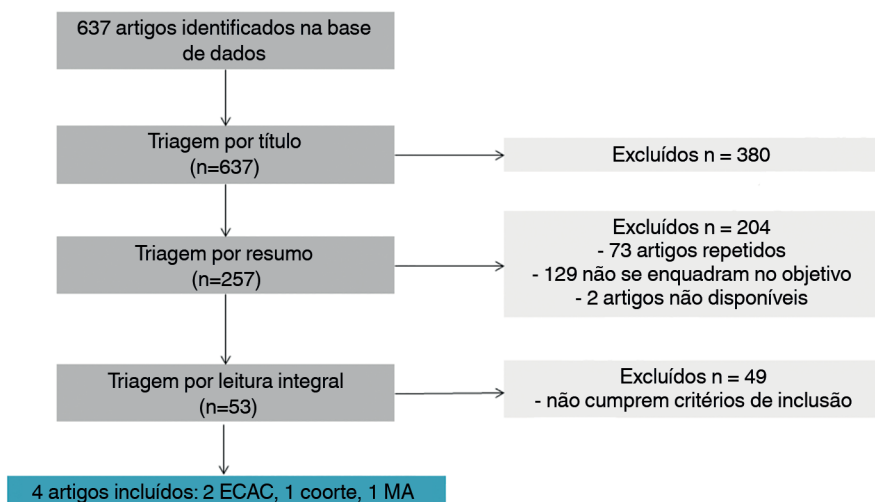 637 artigos identificados na base
de dados
Triagem por título
(n=637)
Excluídos n = 380
Triagem por resumo
(n=257)
Excluídos n = 204
- 73 artigos repetidos
- 129 não se enquadram no objetivo
- 2 artigos não disponíveis
Triagem por leitura integral
(n=53)
Excluídos n = 49
- não cumprem critérios de inclusão
4 artigos incluídos: 2 ECAC, 1 coorte, 1 MA